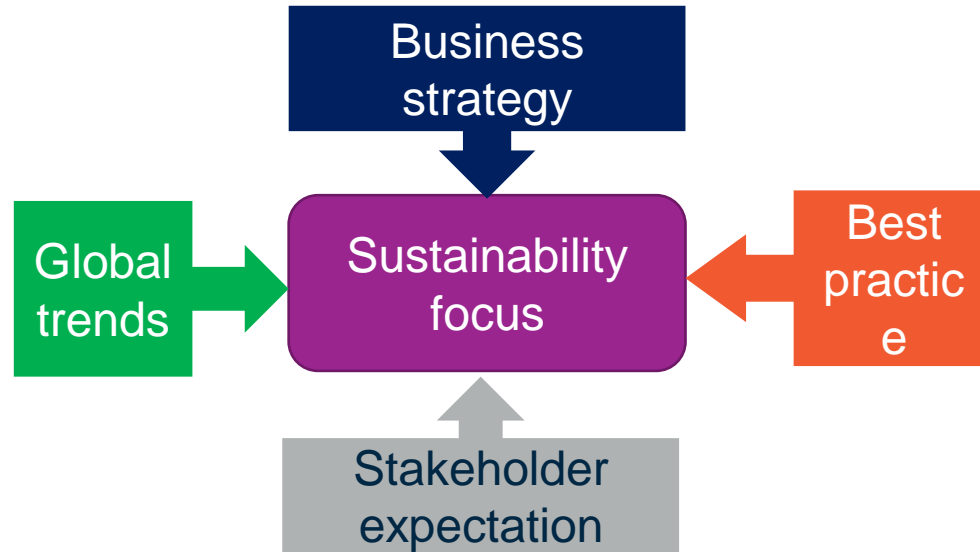 Business
strategy
Global
trends
Sustainability
focus
Best
practic
e
Stakeholder
expectation